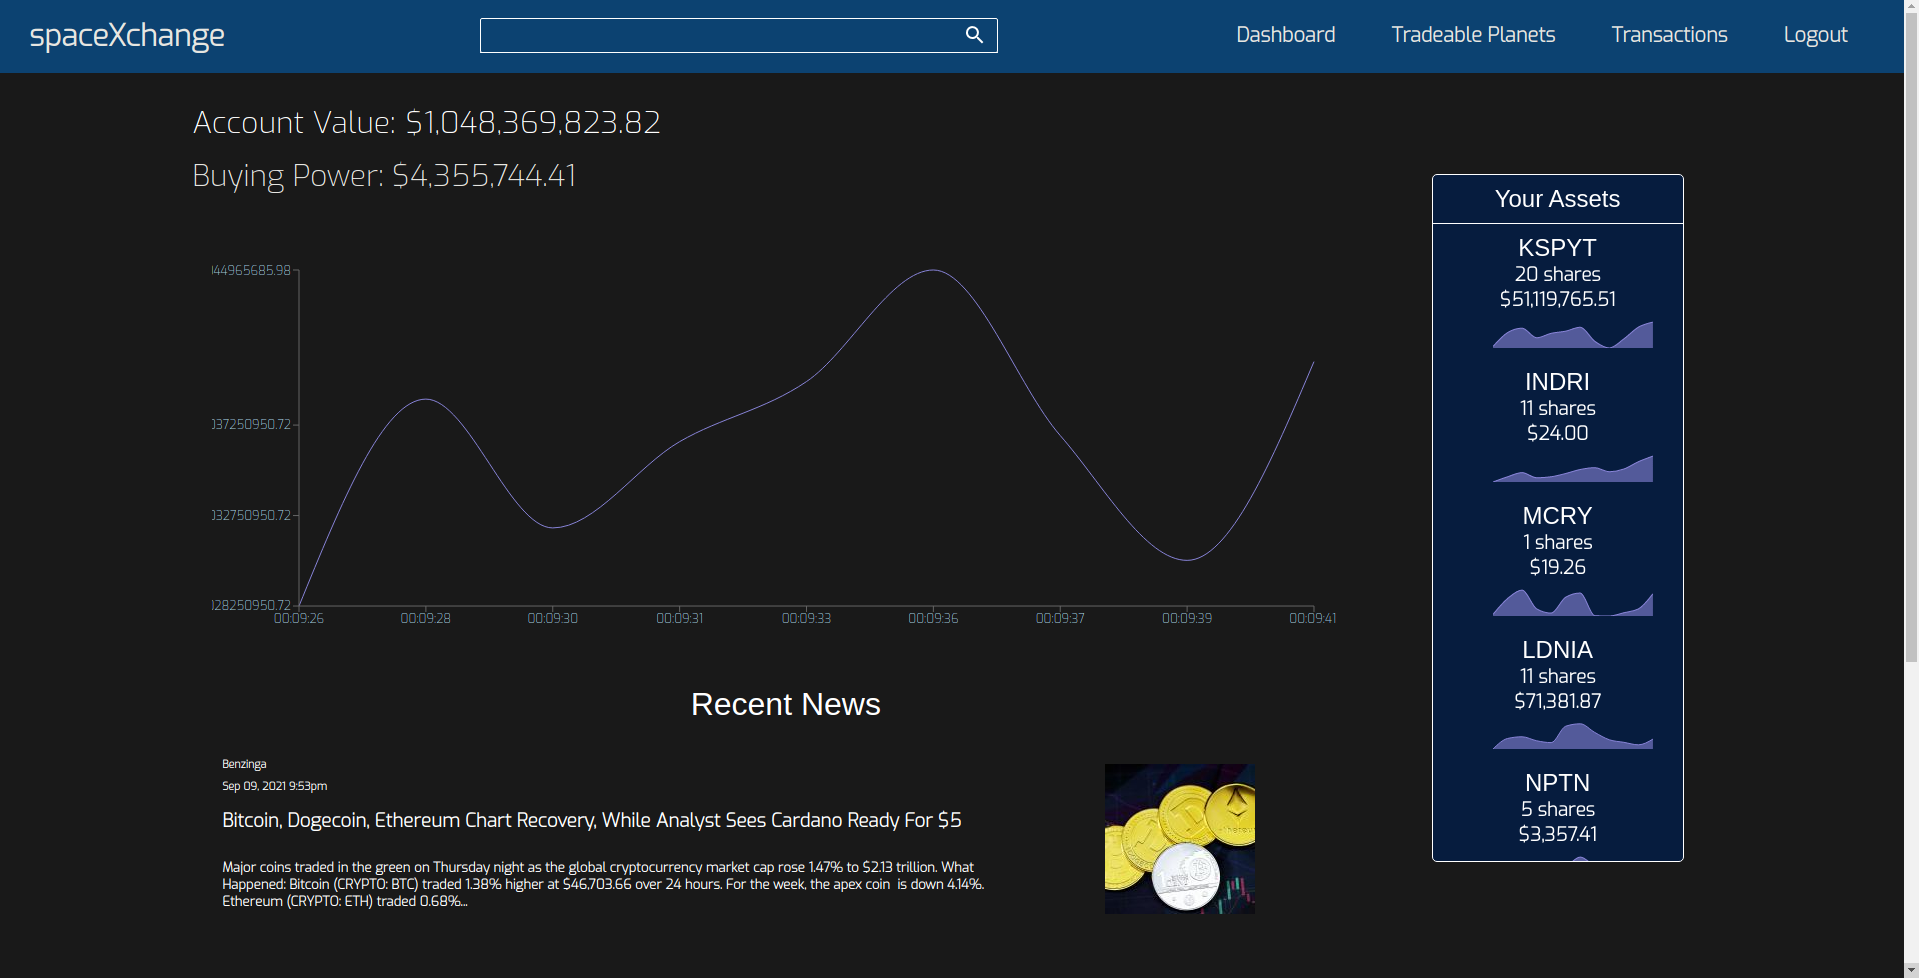 spaceXchange
Dashboard
Tradeable Planets
Transactions
Logout
Account Value: $1,048,369,823.82
Buying Power: $4,355,744.41
44965685.98
37250950.72
32750950.72
28250950.72
00:09:26
00:09:28
00:09:30
00:09:31
00:09:33
00:09:36
00:09:37
00:09:39
00:09:41
Your Assets
KSPYT
20 shares
$51,119,765.51
INDRI
11 shares
$24.00
MCRY
1 shares
$19.26
LDNIA
11 shares
$71,381.87
NPTN
5 shares
$3,357.41
Recent News
Benzinga
Sep 09, 2021 9:53pm
Bitcoin, Dogecoin, Ethereum Chart Recovery, While Analyst Sees Cardano Ready For $5
Major coins traded in the green on Thursday night as the global cryptocurrency market cap rose 1.47% to $2.13 trillion. What
Happened: Bitcoin (CRYPTO: BTC) traded 1.38% higher at $46,703.66 over 24 hours. For the week, the apex coin  is down 4.14%.
Ethereum (CRYPTO: ETH) traded 0.68%...